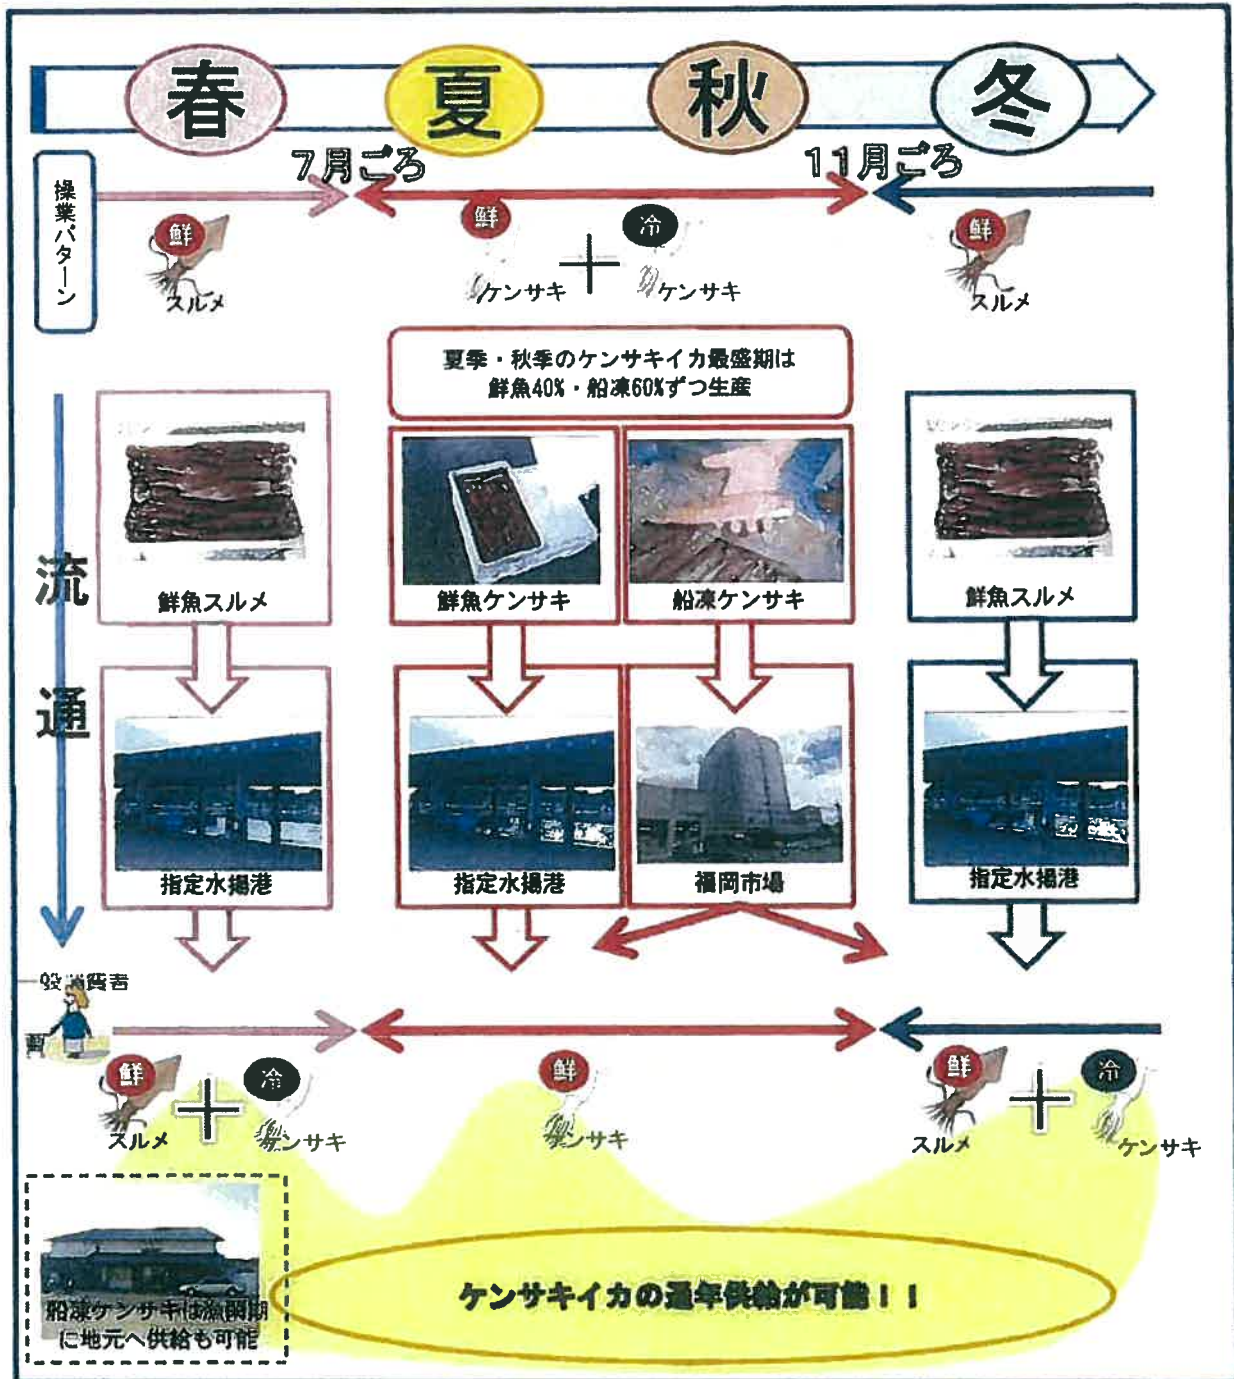 春
夏
秋
冬
7月ごろ
11月ごろ
操業パターン
鮮
スルメ
鮮
ケンサキ
冷
ケンサキ
鮮
スルメ
夏季・秋季のケンサキイカ最盛期は
鮮魚40%・船凍60%ずつ生産
流通
鮮魚スルメ
鮮魚ケンサキ
船凍ケンサキ
鮮魚スルメ
指定水揚港
指定水揚港
福岡市場
指定水揚港
一般消費者
鮮
スルメ
冷
ケンサキ
鮮
ケンサキ
鮮
スルメ
冷
ケンサキ
船凍ケンサキは漁閑期
に地元へ供給も可能
ケンサキイカの通年供給が可能!!